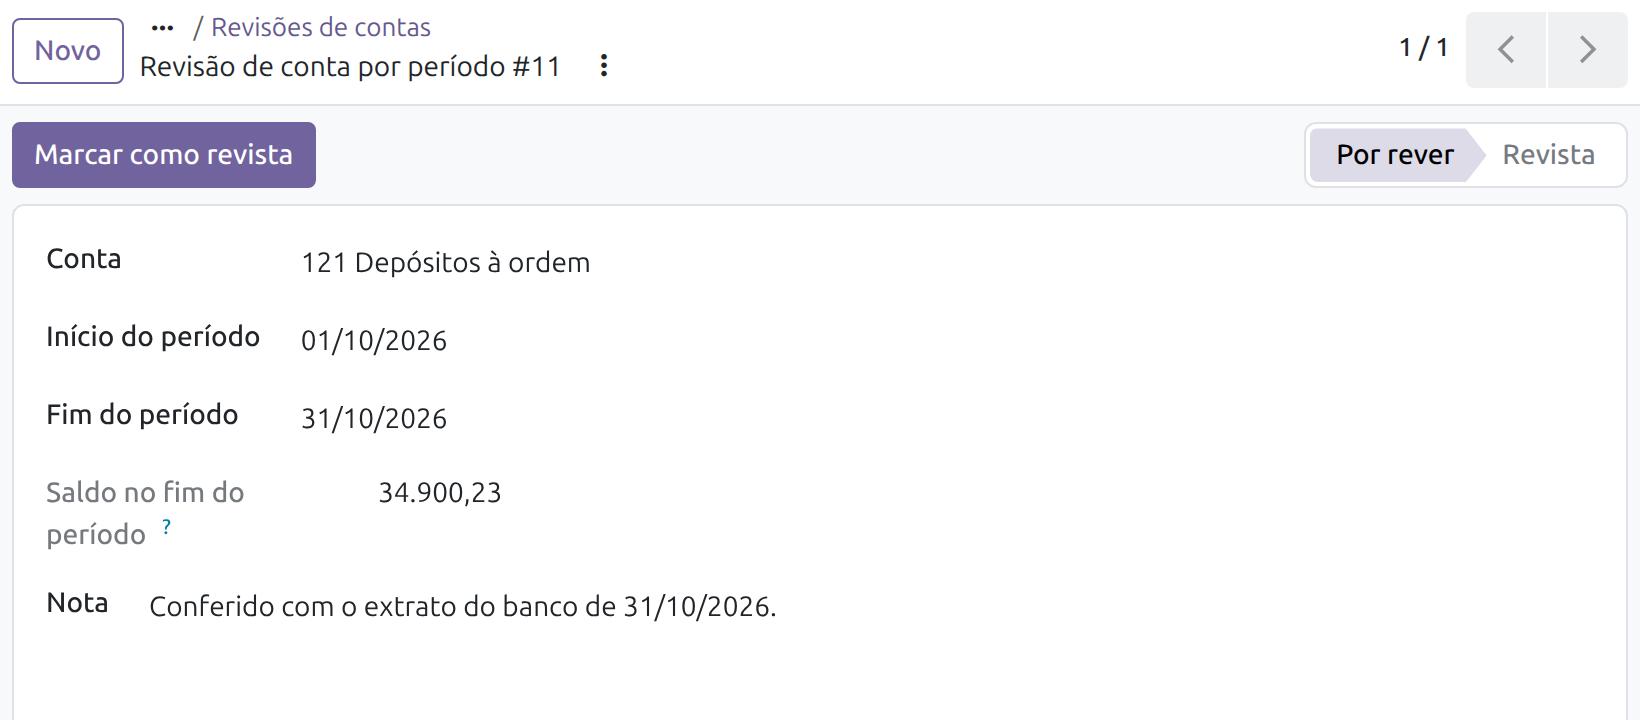 Novo
... / Revisões de contas
Revisão de conta por período #11
1 / 1
Marcar como revista
Por rever
Revista
Conta 121 Depósitos à ordem
Início do período 01/10/2026
Fim do período 31/10/2026
Saldo no fim do período ? 34.900,23
Nota Conferido com o extrato do banco de 31/10/2026.